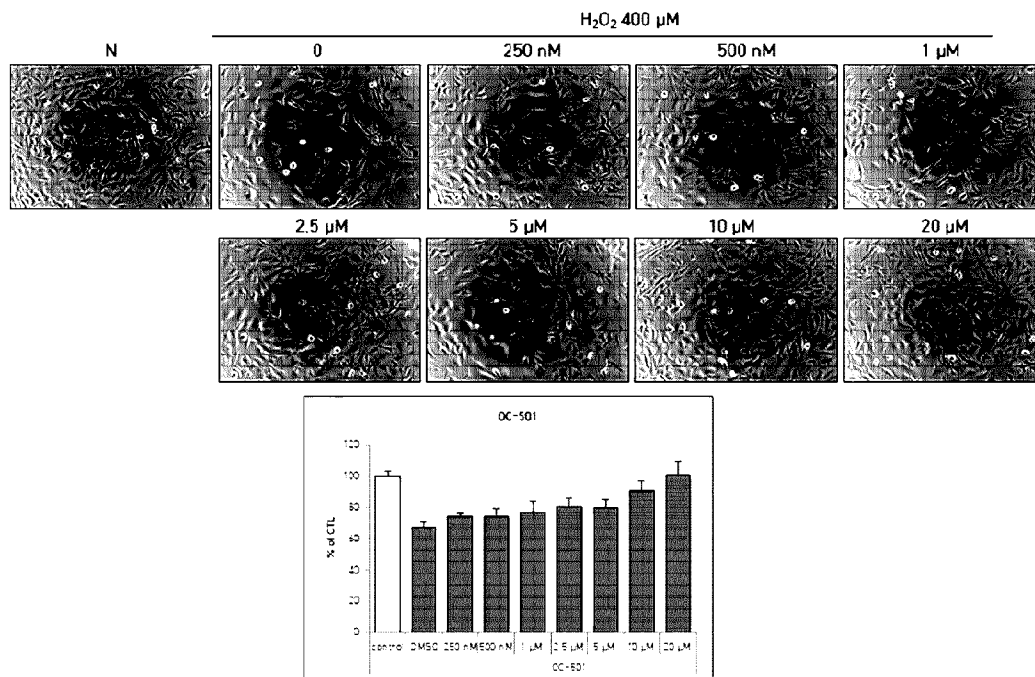 H₂O₂ 400 µM
N 0 250 nM 500 nM 1 µM
2.5 µM 5 µM 10 µM 20 µM
OC-501
120
100
80
60
40
20
0
% of CTL
control DMSO 250 nM 500 nM 1 µM 2.5 µM 5 µM 10 µM 20 µM
OC-501